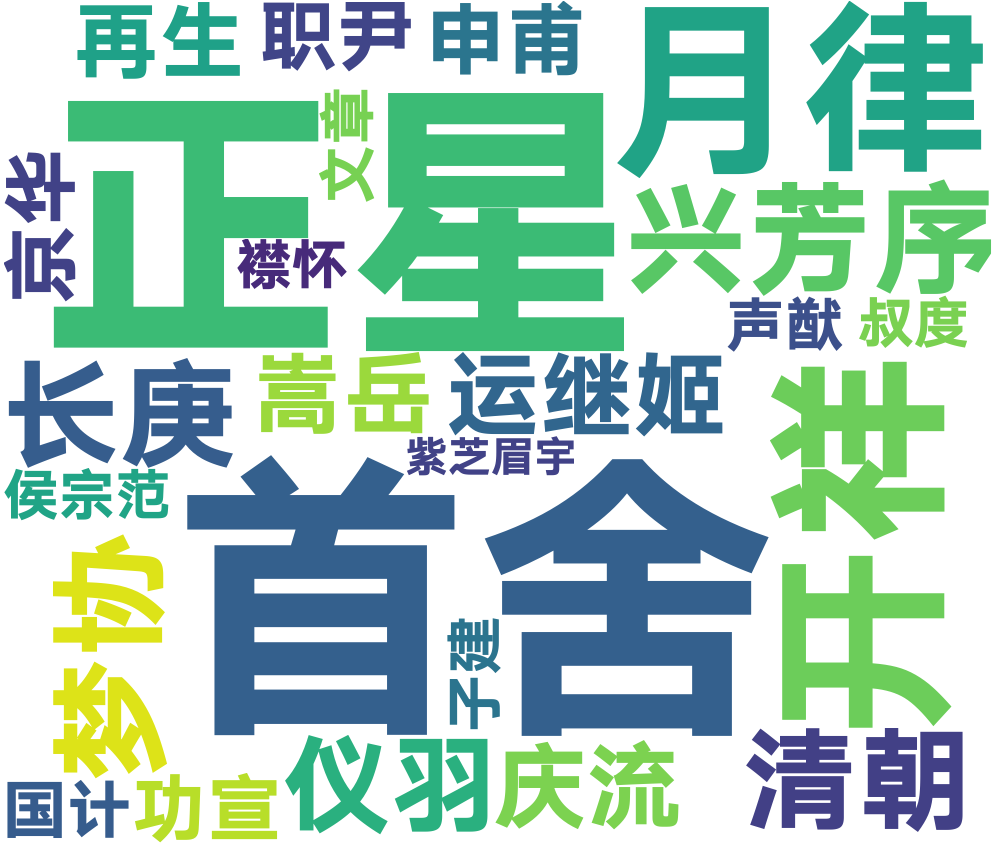 再生
职尹
申甫
月律
正星
文章
京华
兴芳序
襟怀
声猷
叔度
长庚
嵩岳
运继姬
开祥
紫芝眉宇
侯宗范
首舍
梦协
子建
清朝
仪羽
庆流
国计
功宣